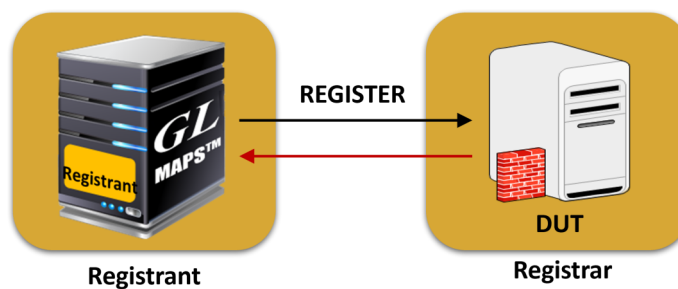 REGISTER
GL
MAPS™
Registrant
DUT
Registrant
Registrar